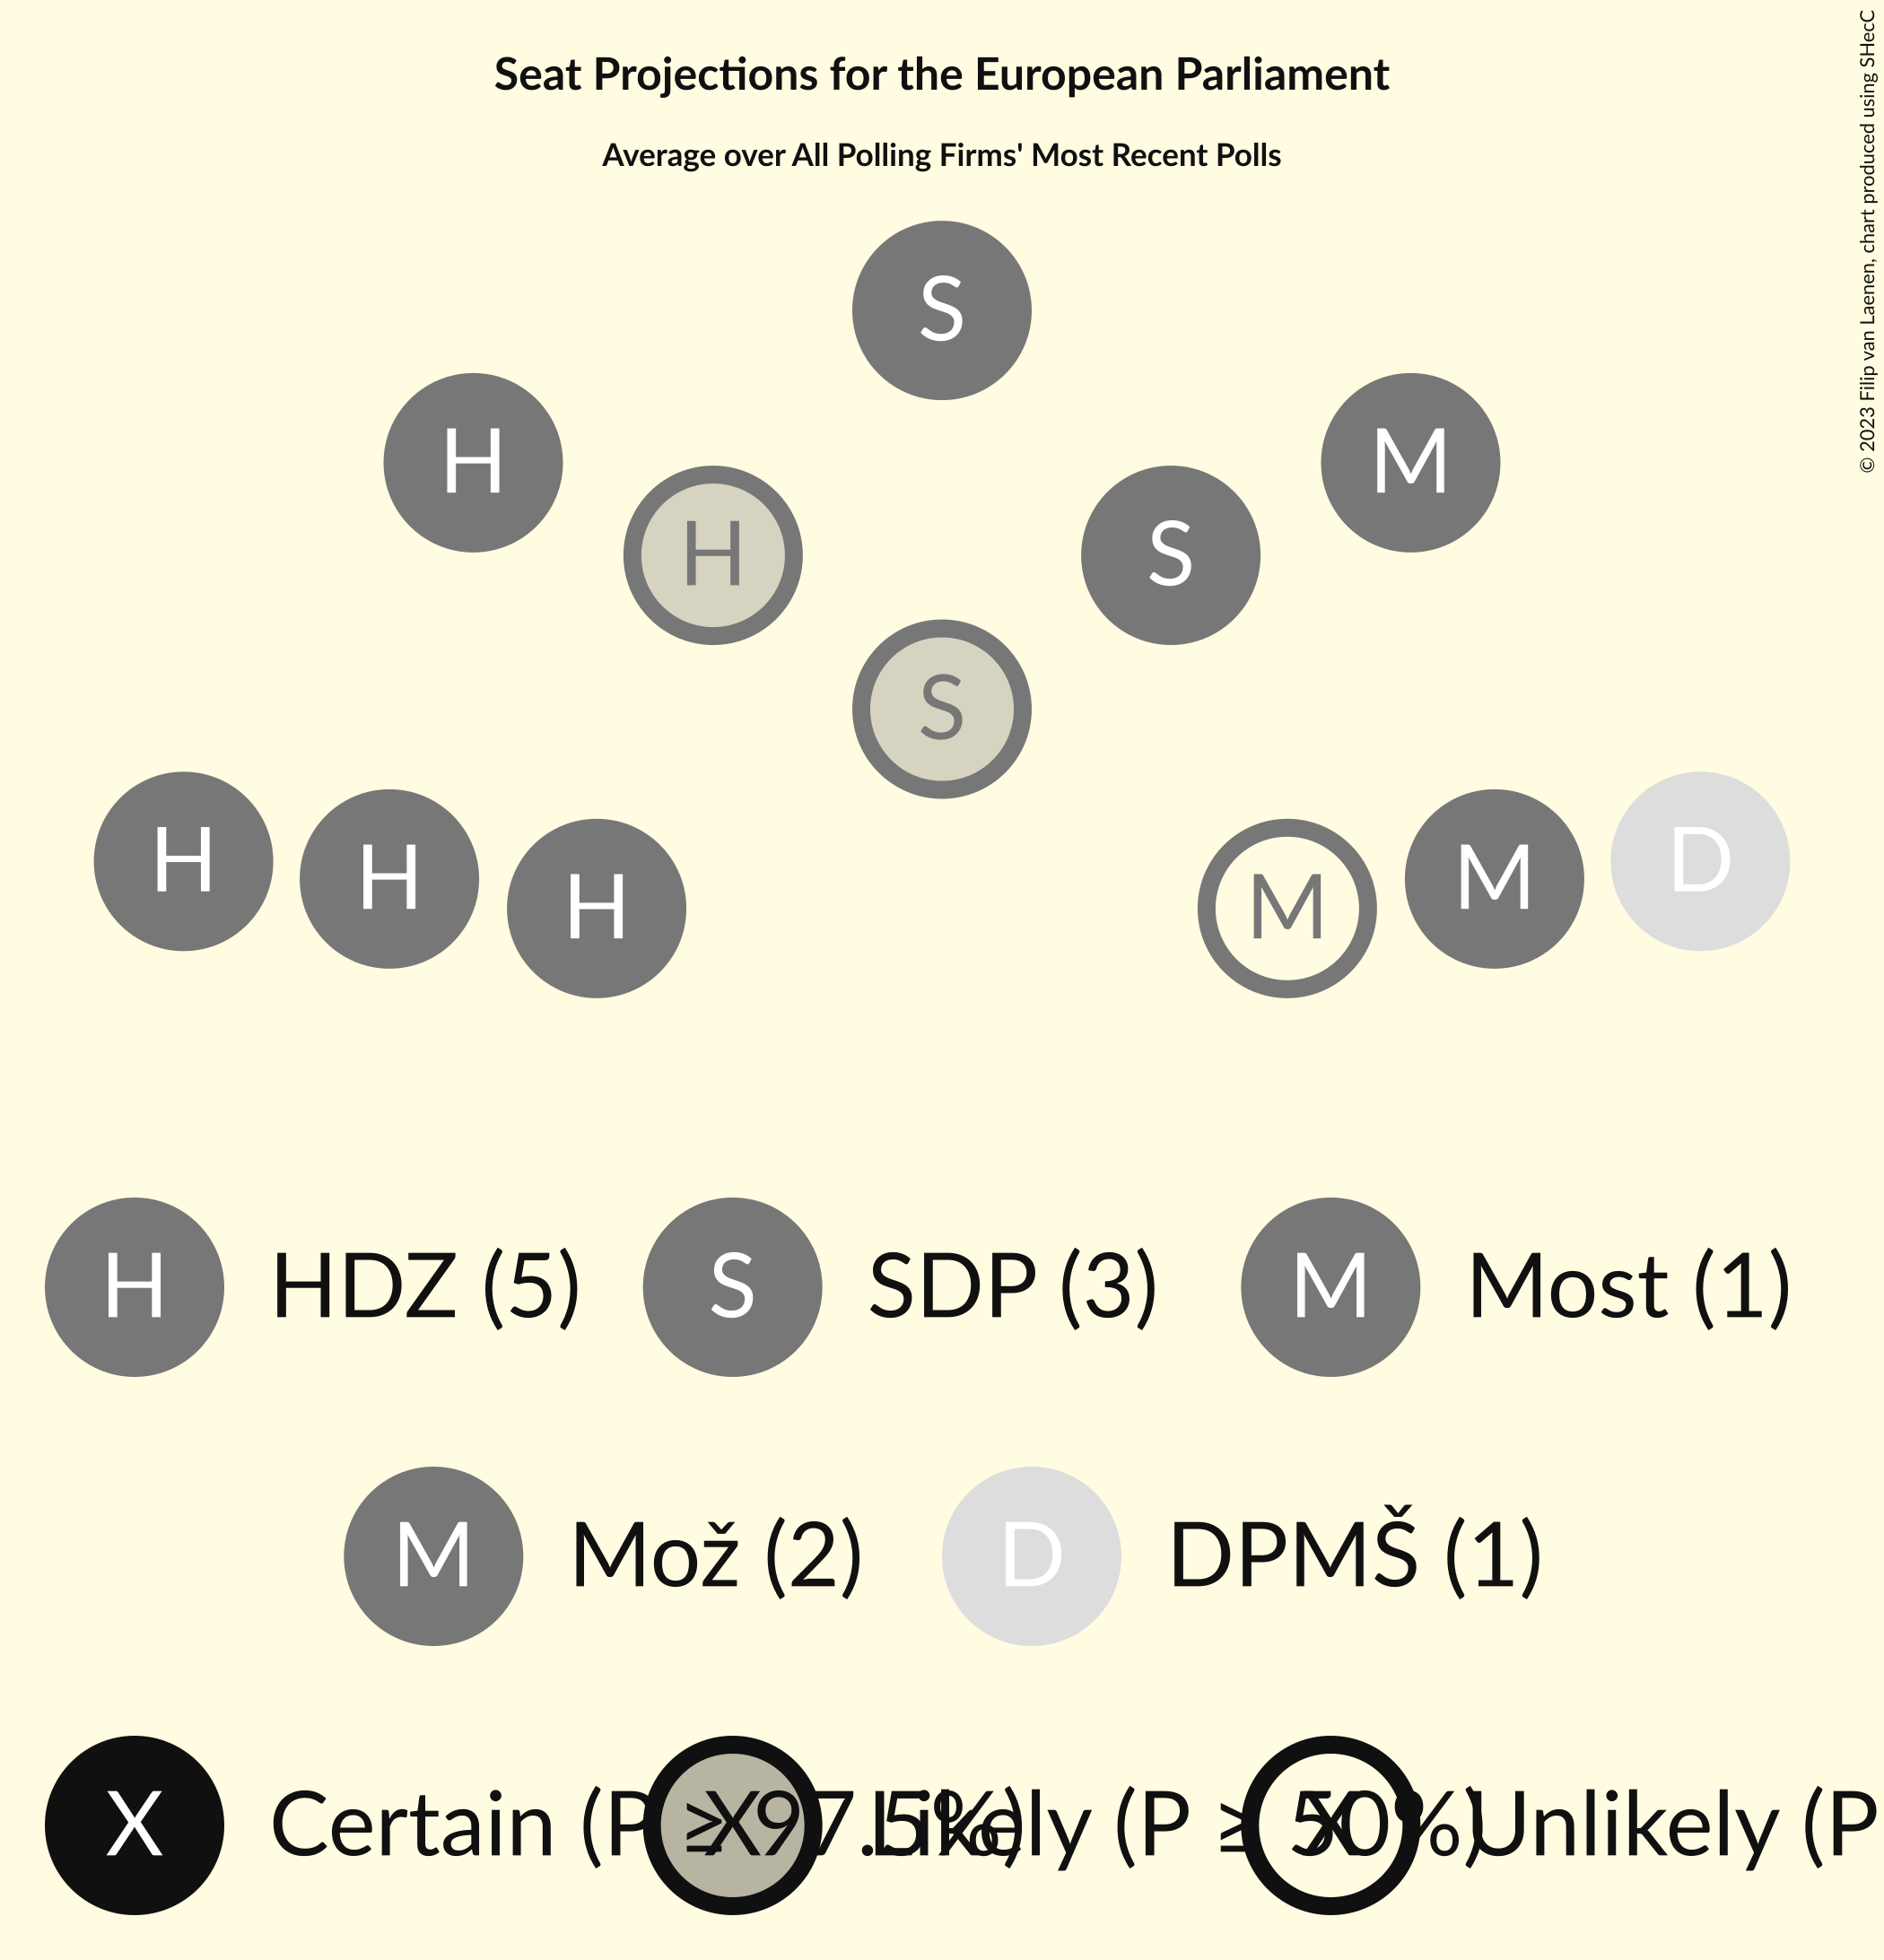 Seat Projections for the European Parliament
Average over All Polling Firms' Most Recent Polls
© 2023 Filip van Laenen, chart produced using SHecC
S
H
M
H
S
S
H
H
H
M
M
D
H HDZ (5) S SDP (3) M Most (1)
M Mož (2) D DPMŠ (1)
X Certain (P ≥ 97.5%) X Likely (P ≥ 50%) X Unlikely (P